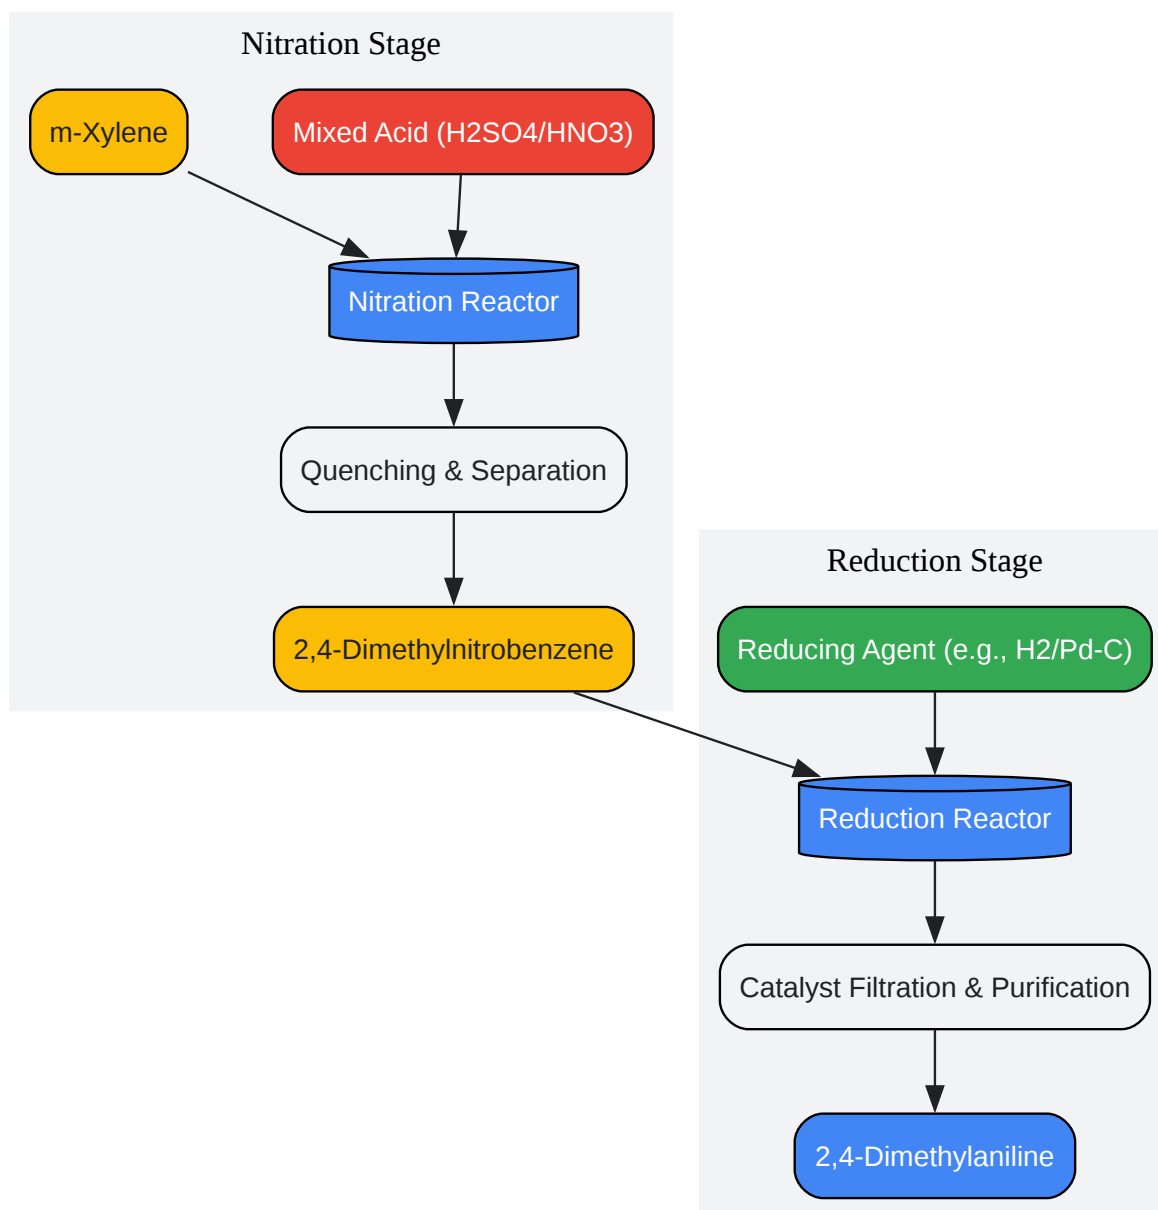 Nitration Stage
m-Xylene
Mixed Acid (H2SO4/HNO3)
Nitration Reactor
Quenching & Separation
2,4-Dimethylnitrobenzene
Reduction Stage
Reducing Agent (e.g., H2/Pd-C)
Reduction Reactor
Catalyst Filtration & Purification
2,4-Dimethylaniline